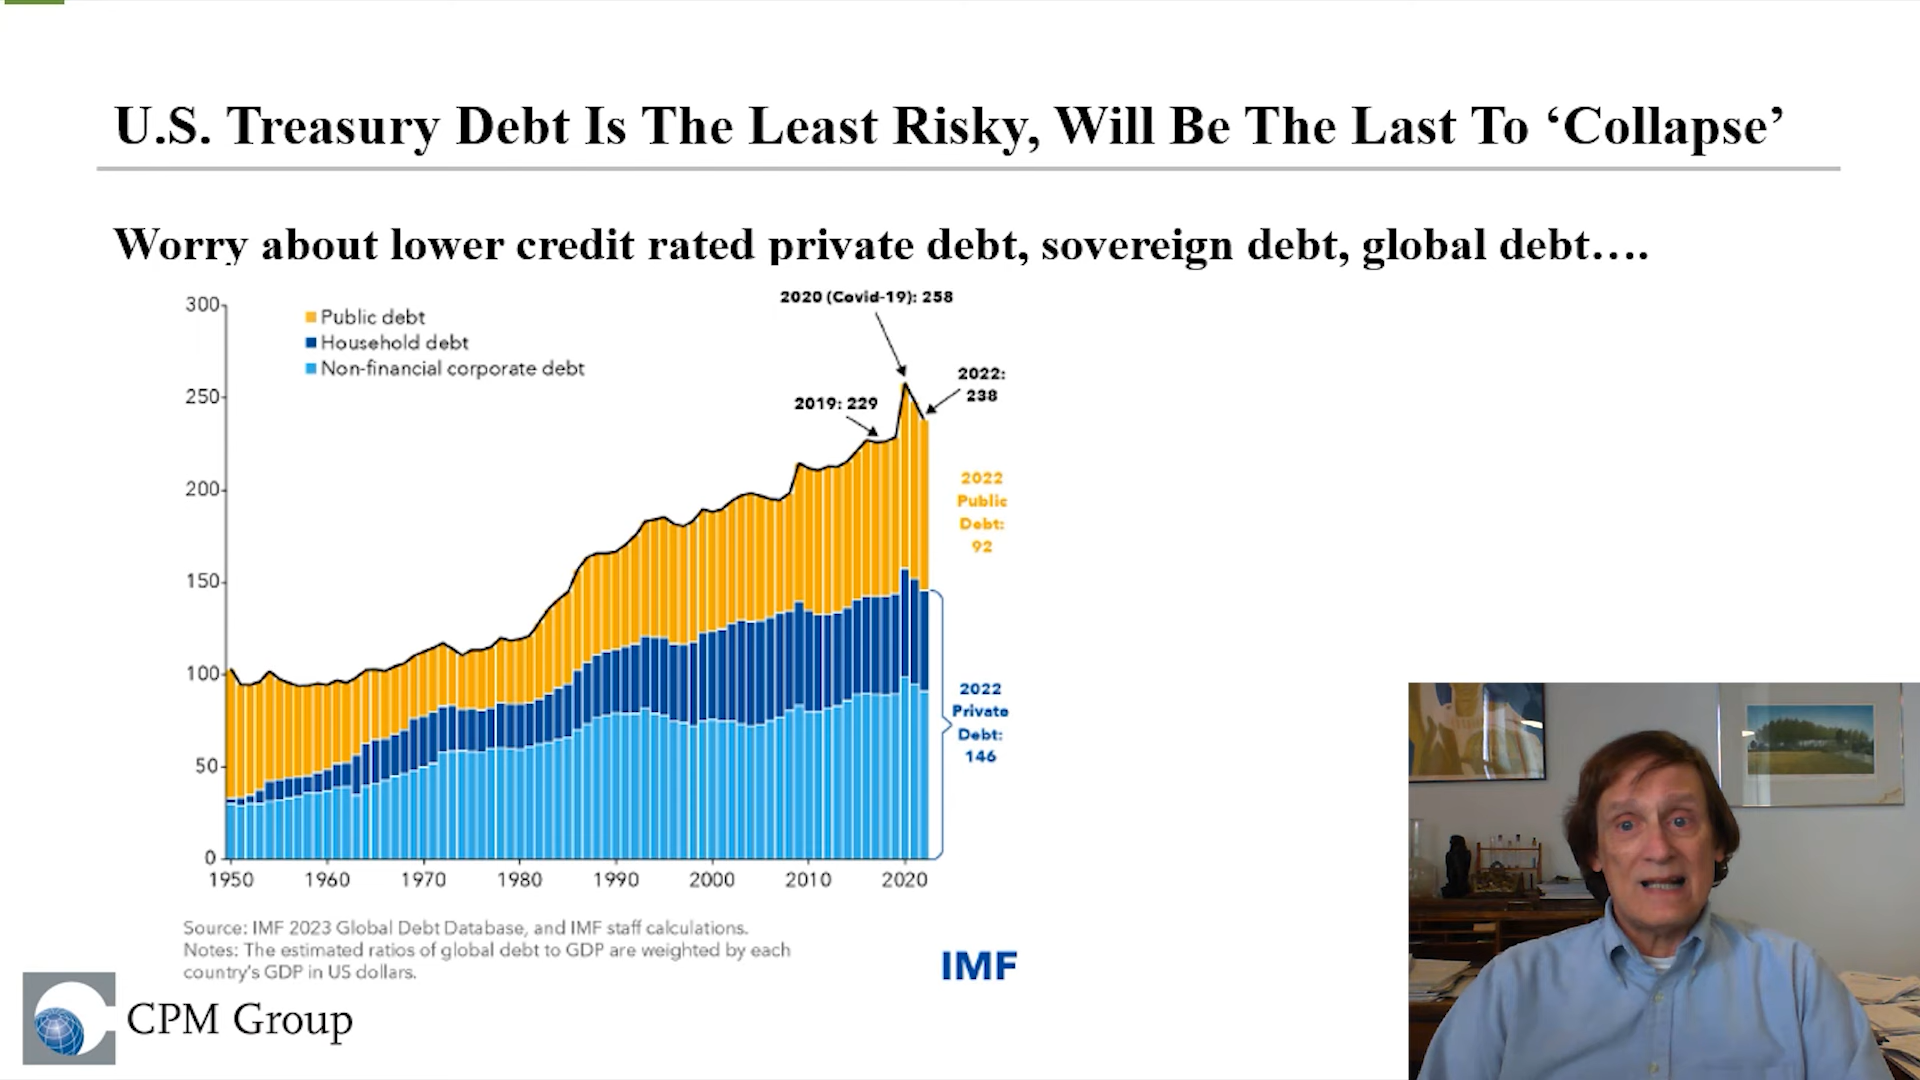 U.S. Treasury Debt Is The Least Risky, Will Be The Last To ‘Collapse’
Worry about lower credit rated private debt, sovereign debt, global debt….
300
250
200
150
100
50
0
Public debt
Household debt
Non-financial corporate debt
2020 (Covid-19): 258
2019: 229
2022:
238
2022
Public
Debt:
92
2022
Private
Debt:
146
1950 1960 1970 1980 1990 2000 2010 2020
Source: IMF 2023 Global Debt Database, and IMF staff calculations.
Notes: The estimated ratios of global debt to GDP are weighted by each
country's GDP in US dollars.
IMF
CPM Group